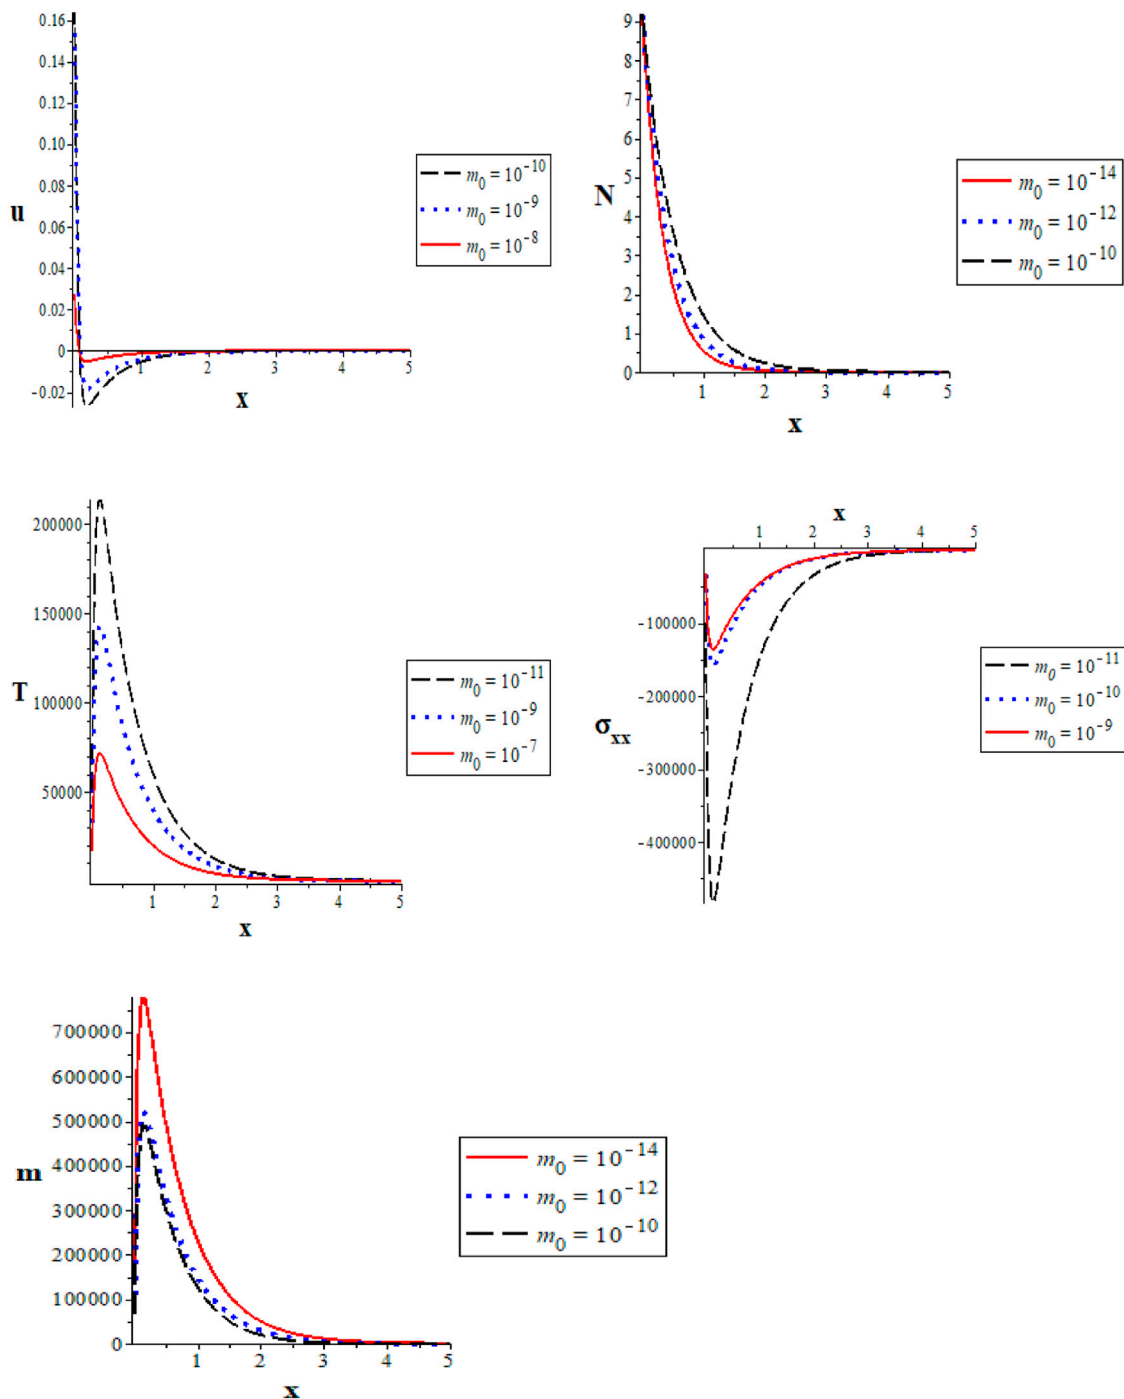 0.16
0.14
0.12
0.10
0.08
0.06
0.04
0.02
0
-0.02
u
1 2 3 4 5
x
m0 = 10^-10
m0 = 10^-9
m0 = 10^-8
9
8
7
6
5
4
3
2
1
0
N
1 2 3 4 5
x
m0 = 10^-14
m0 = 10^-12
m0 = 10^-10
200000
150000
100000
50000
T
1 2 3 4 5
x
m0 = 10^-11
m0 = 10^-9
m0 = 10^-7
x
1 2 3 4 5
-100000
-200000
-300000
-400000
σxx
m0 = 10^-11
m0 = 10^-10
m0 = 10^-9
700000
600000
500000
400000
300000
200000
100000
0
m
1 2 3 4 5
x
m0 = 10^-14
m0 = 10^-12
m0 = 10^-10